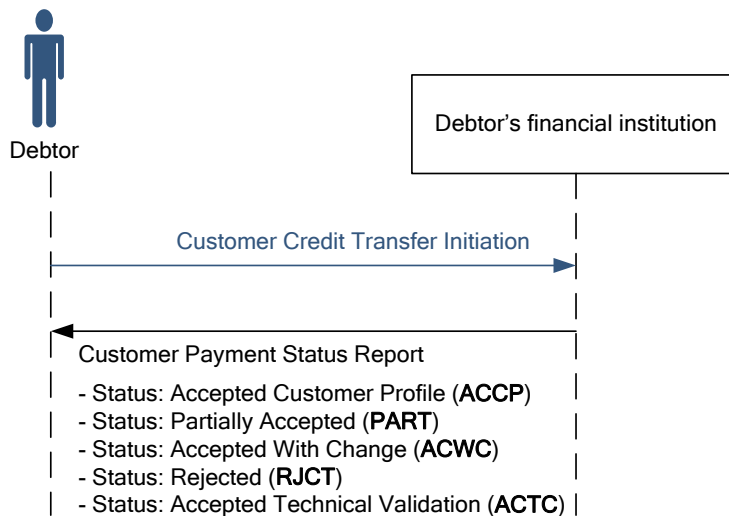 Debtor
Debtor's financial institution
Customer Credit Transfer Initiation
Customer Payment Status Report
- Status: Accepted Customer Profile (ACCP)
- Status: Partially Accepted (PART)
- Status: Accepted With Change (ACWC)
- Status: Rejected (RJCT)
- Status: Accepted Technical Validation (ACTC)